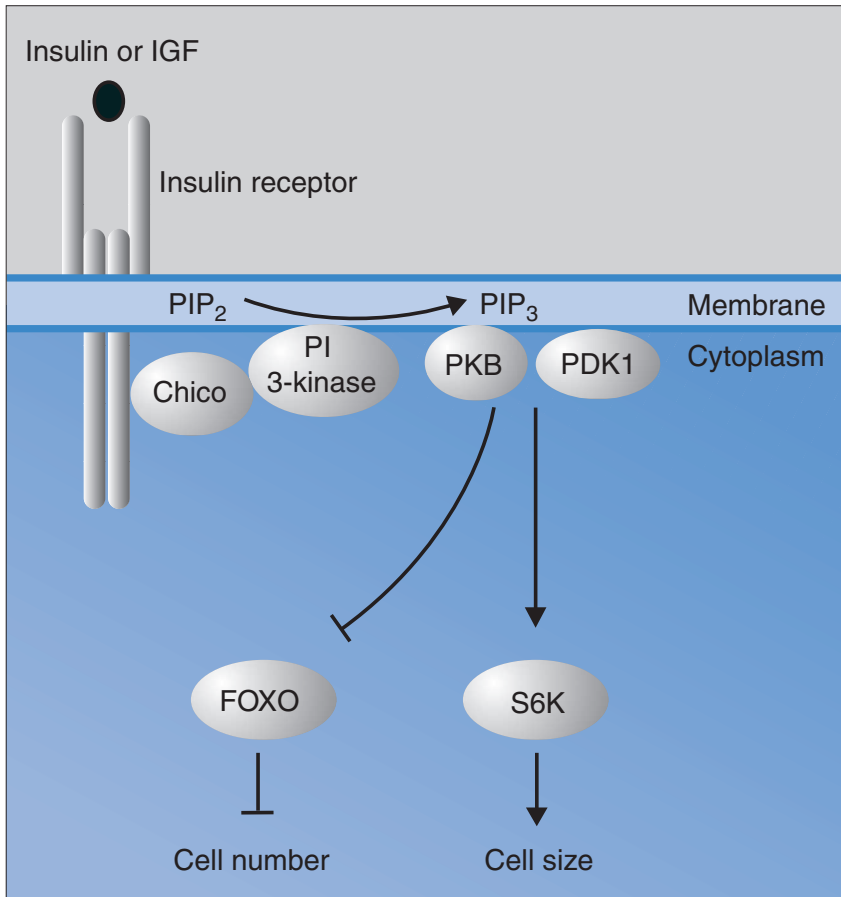 Insulin or IGF
Insulin receptor
PIP₂
PIP₃
Membrane
Cytoplasm
PI
3-kinase
Chico
PKB
PDK1
FOXO
S6K
Cell number
Cell size